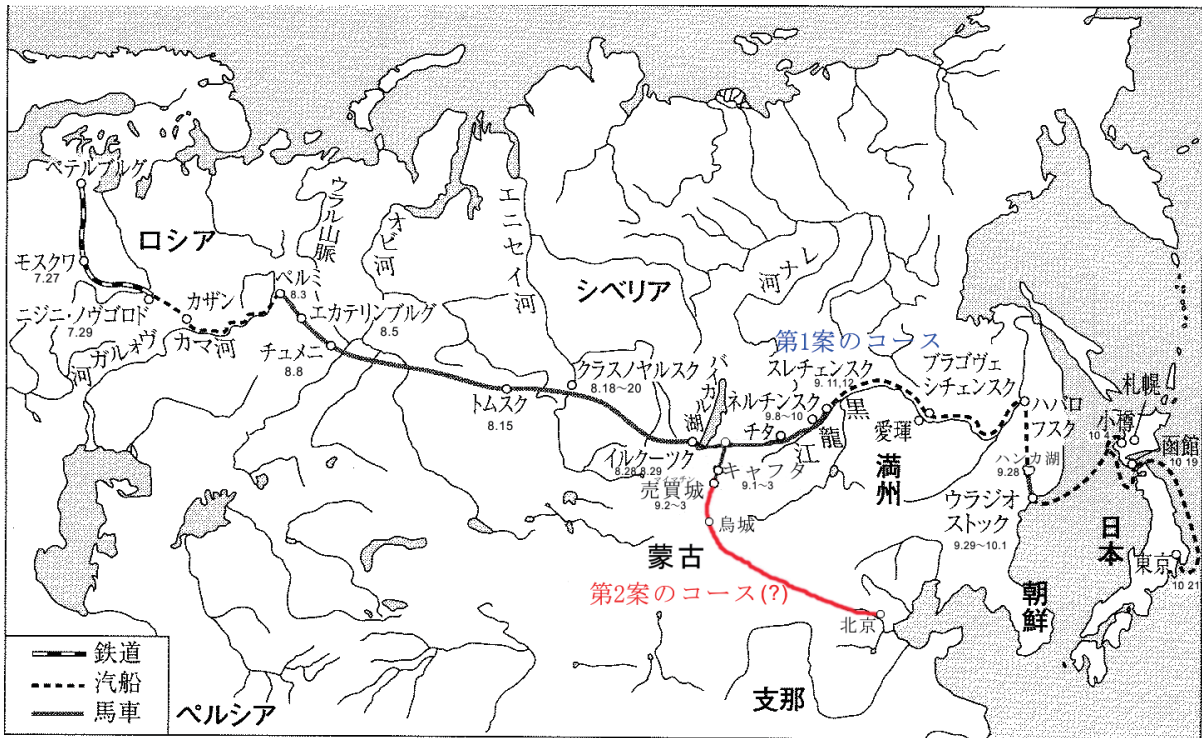 ペテルブルグ
ロシア
モスクワ
7.27
ニジニ・ノヴゴロド
7.29
カザン
ヴォルガ河
カマ河
ペルミ
8.3
ウラル山脈
エカテリンブルグ
8.5
チュメニ
8.8
オビ河
エニセイ河
トムスク
8.15
シベリア
クラスノヤルスク
8.18〜20
レナ河
バイカル湖
イルクーツク
8.28 8.29
キャフタ
9.1〜3
売買城
9.2〜3
烏城
蒙古
第2案のコース(?)
北京
支那
第1案のコース
チタ
ネルチンスク
9.8〜10
スレチェンスク
9.11,12
黒龍江
ブラゴヴェ
シチェンスク
愛琿
満州
ハバロ
フスク
ハンカ湖
9.28
ウラジオ
ストック
9.29〜10.1
朝鮮
日本
札幌
小樽
函館
10 19
東京
10 21
ペルシア
鉄道
汽船
馬車